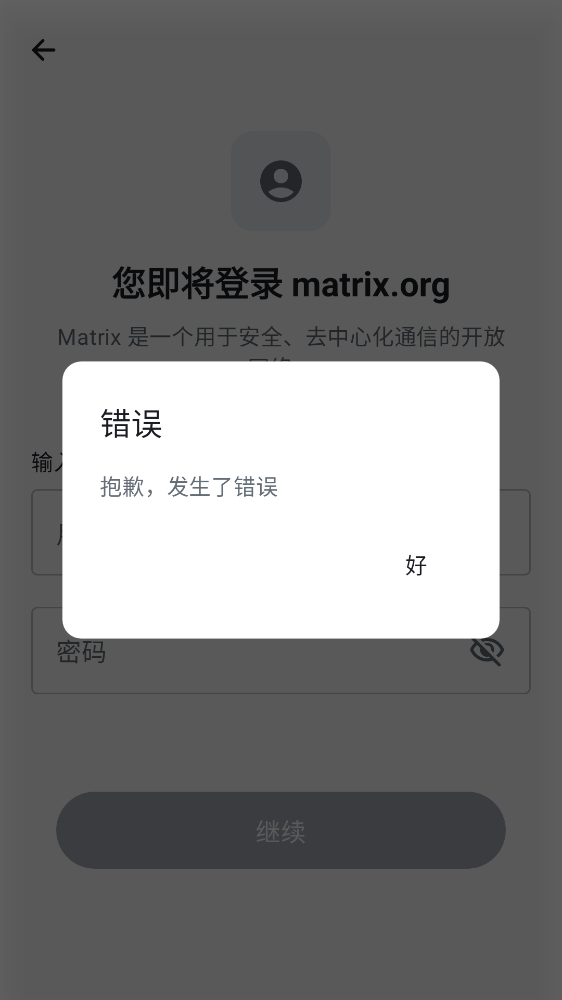 您即将登录 matrix.org
Matrix 是一个用于安全、去中心化通信的开放
错误
输入
抱歉，发生了错误
好
密码
继续